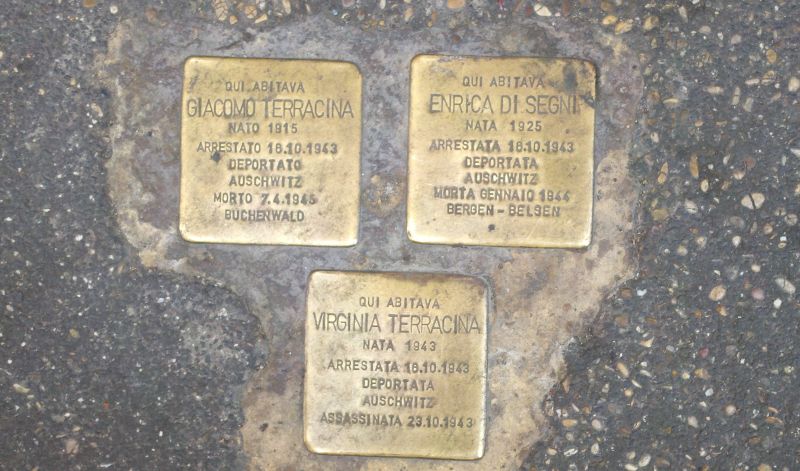 QUI ABITAVA
GIACOMO TERRACINA
NATO 1915
ARRESTATO 16.10.1943
DEPORTATO
AUSCHWITZ
MORTO 7.4.1945
BUCHENWALD
QUI ABITAVA
ENRICA DI SEGNI
NATA 1925
ARRESTATA 16.10.1943
DEPORTATA
AUSCHWITZ
MORTA GENNAIO 1944
BERGEN - BELSEN
QUI ABITAVA
VIRGINIA TERRACINA
NATA 1943
ARRESTATA 16.10.1943
DEPORTATA
AUSCHWITZ
ASSASSINATA 23.10.1943